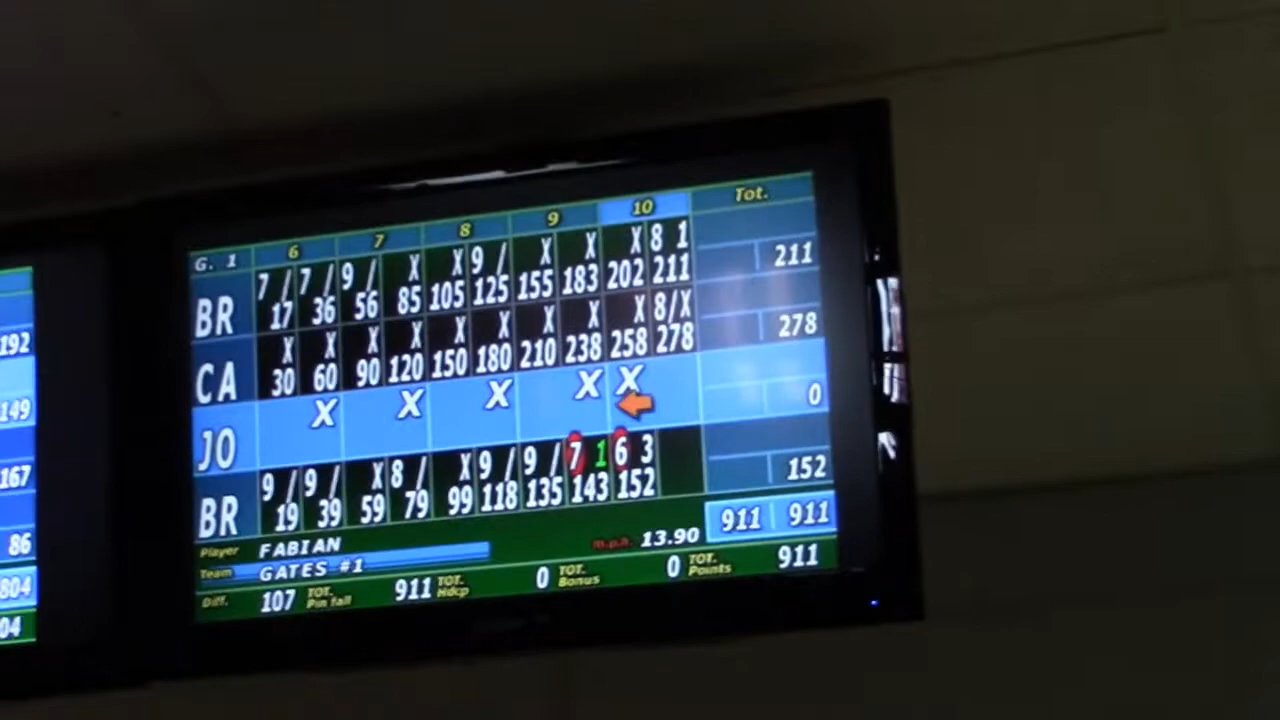 G. 1 6 7 8 9 10 Tot.
BR 7 / 7 / 9 / X X 9 / X X X 8 1
17 36 56 85 105 125 155 183 202 211 211
CA X X X X X X X X X 8/X
30 60 90 120 150 180 210 238 258 278 278
JO X X X X X 0
BR 9 / 9 / X 8 / X 9 / 9 / 7 1 6 3
19 39 59 79 99 118 135 143 152 152
Player FABIAN m.p.h. 13.90 911 911
Team GATES #1
Diff. 107 TOT. Pin fall 911 TOT. Hdcp 0 TOT. Bonus 0 TOT. Points 911
192
149
167
86
804
04